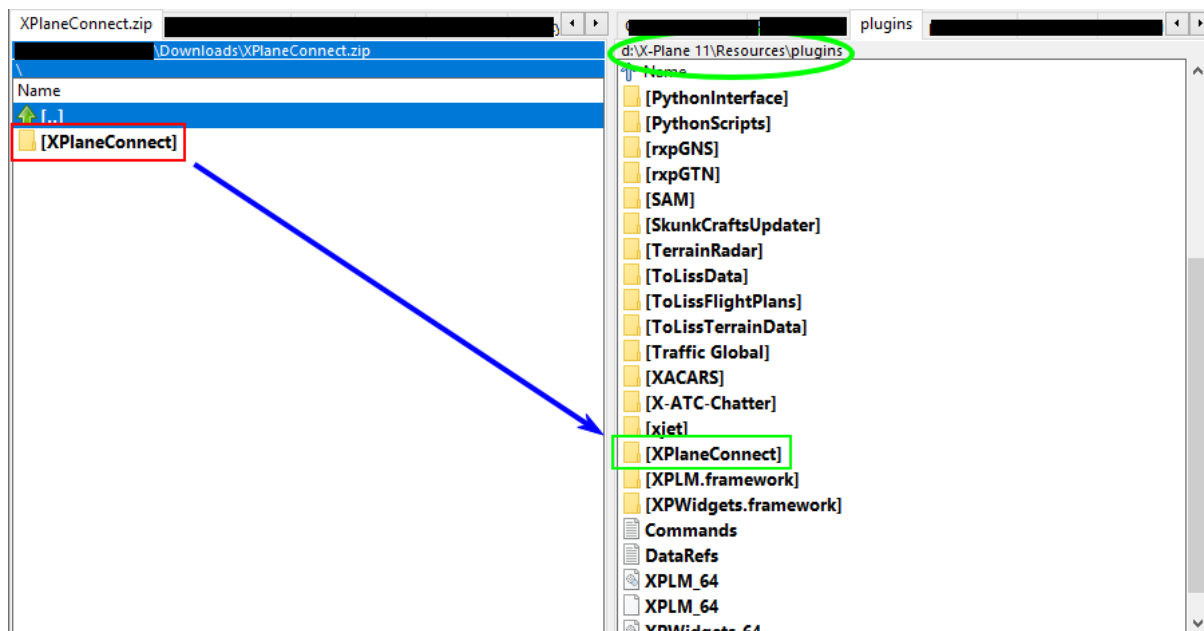 XPlaneConnect.zip
\Downloads\XPlaneConnect.zip
\
Name
[..]
[XPlaneConnect]
plugins
d:\X-Plane 11\Resources\plugins
Name
[PythonInterface]
[PythonScripts]
[rxpGNS]
[rxpGTN]
[SAM]
[SkunkCraftsUpdater]
[TerrainRadar]
[ToLissData]
[ToLissFlightPlans]
[ToLissTerrainData]
[Traffic Global]
[XACARS]
[X-ATC-Chatter]
[xjet]
[XPlaneConnect]
[XPLM.framework]
[XPWidgets.framework]
Commands
DataRefs
XPLM_64
XPLM_64
XPWidgets_64